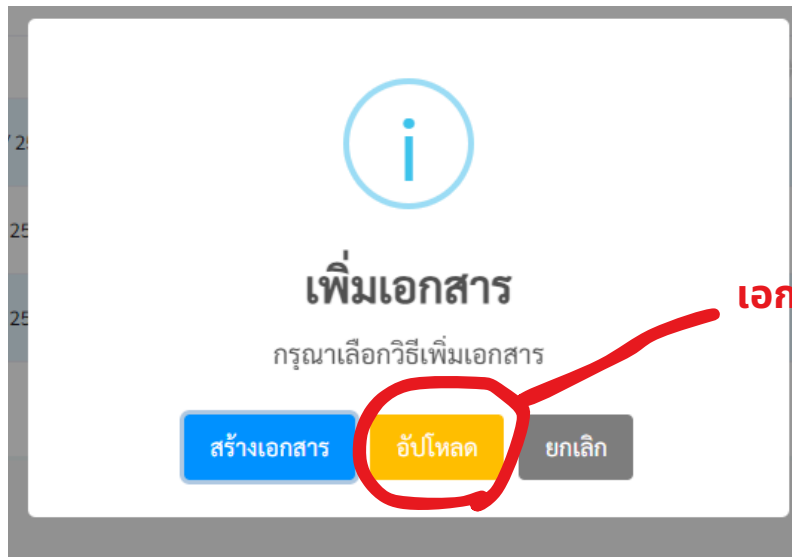 เพิ่มเอกสาร
เอก
กรุณาเลือกวิธีเพิ่มเอกสาร
สร้างเอกสาร อัปโหลด ยกเลิก
25
25